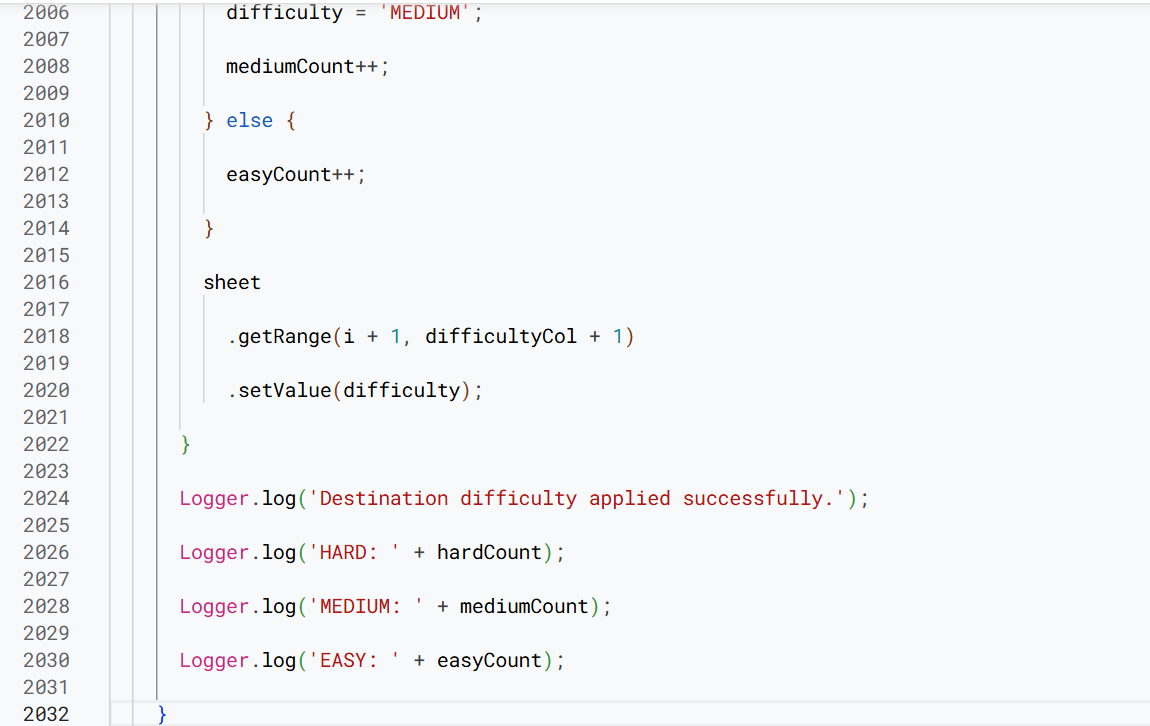 2006 difficulty = 'MEDIUM';
2007
2008 mediumCount++;
2009
2010 } else {
2011
2012 easyCount++;
2013
2014 }
2015
2016 sheet
2017
2018 .getRange(i + 1, difficultyCol + 1)
2019
2020 .setValue(difficulty);
2021
2022 }
2023
2024 Logger.log('Destination difficulty applied successfully.');
2025
2026 Logger.log('HARD: ' + hardCount);
2027
2028 Logger.log('MEDIUM: ' + mediumCount);
2029
2030 Logger.log('EASY: ' + easyCount);
2031
2032 }